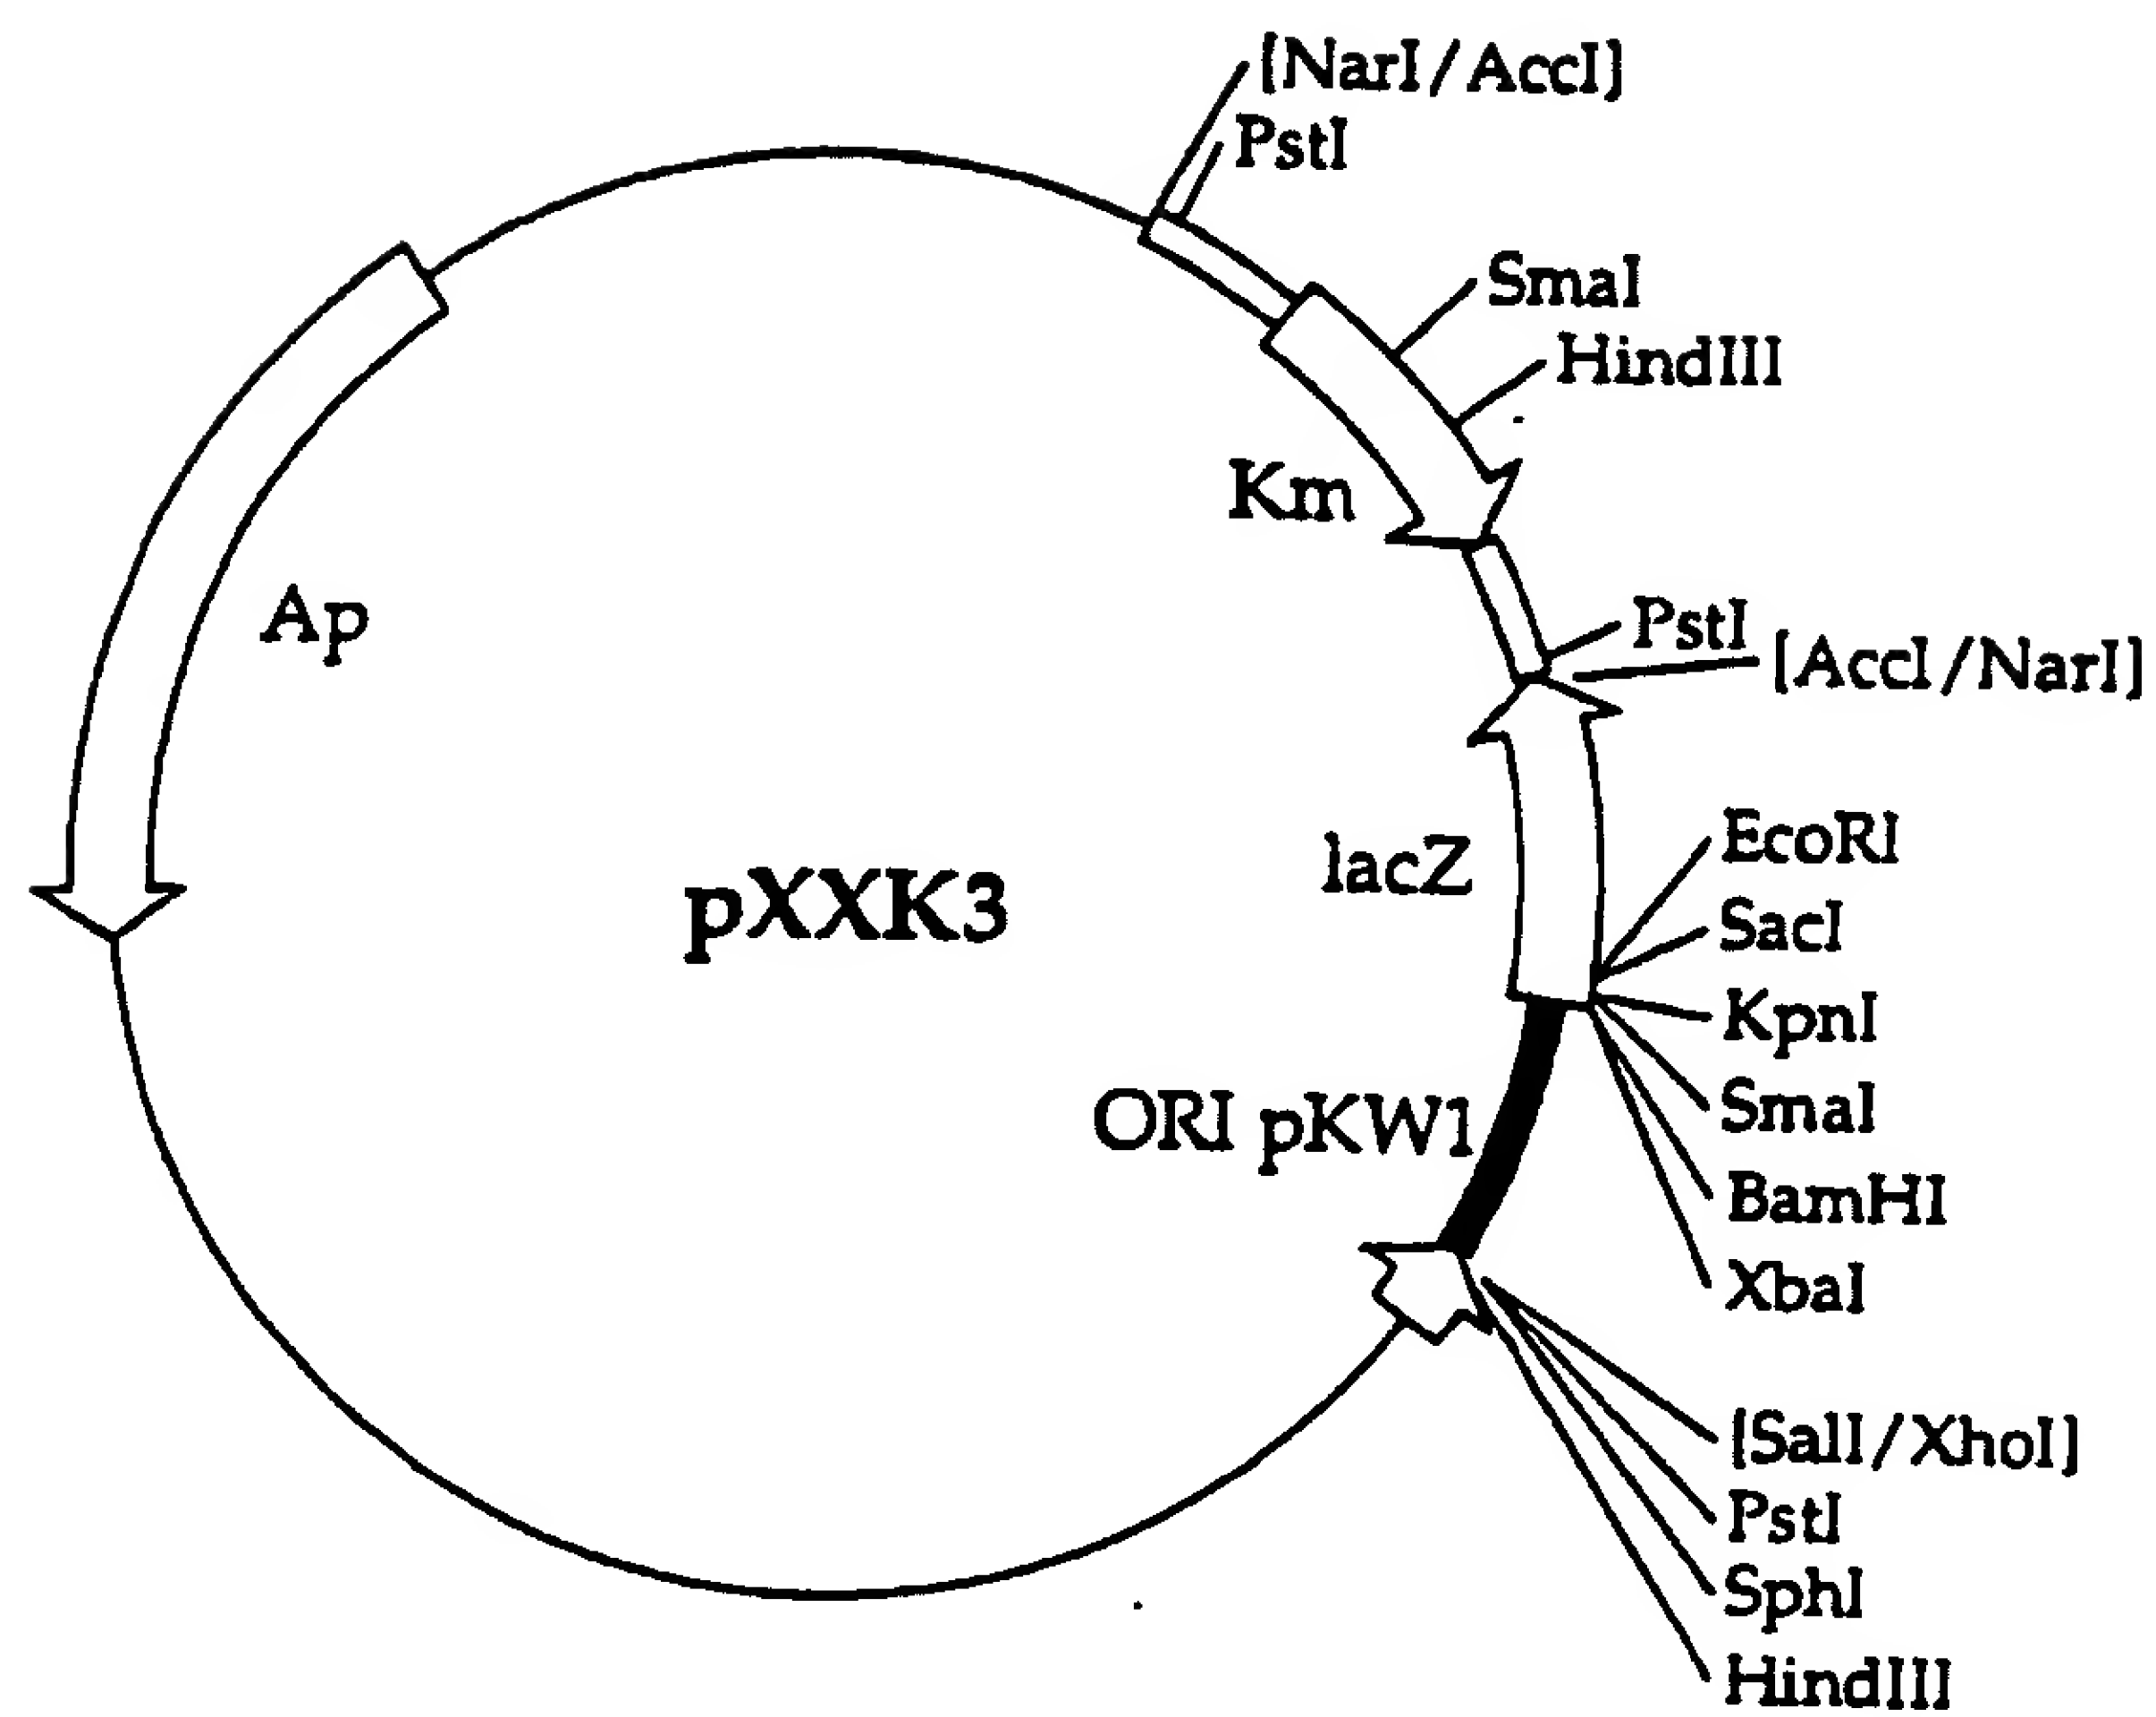 [NarI/AccI]
PstI
SmaI
HindIII
Km
PstI
[AccI/NarI]
Ap
lacZ
pXXK3
EcoRI
SacI
KpnI
SmaI
BamHI
XbaI
ORI pKW1
[SalI/XhoI]
PstI
SphI
HindIII